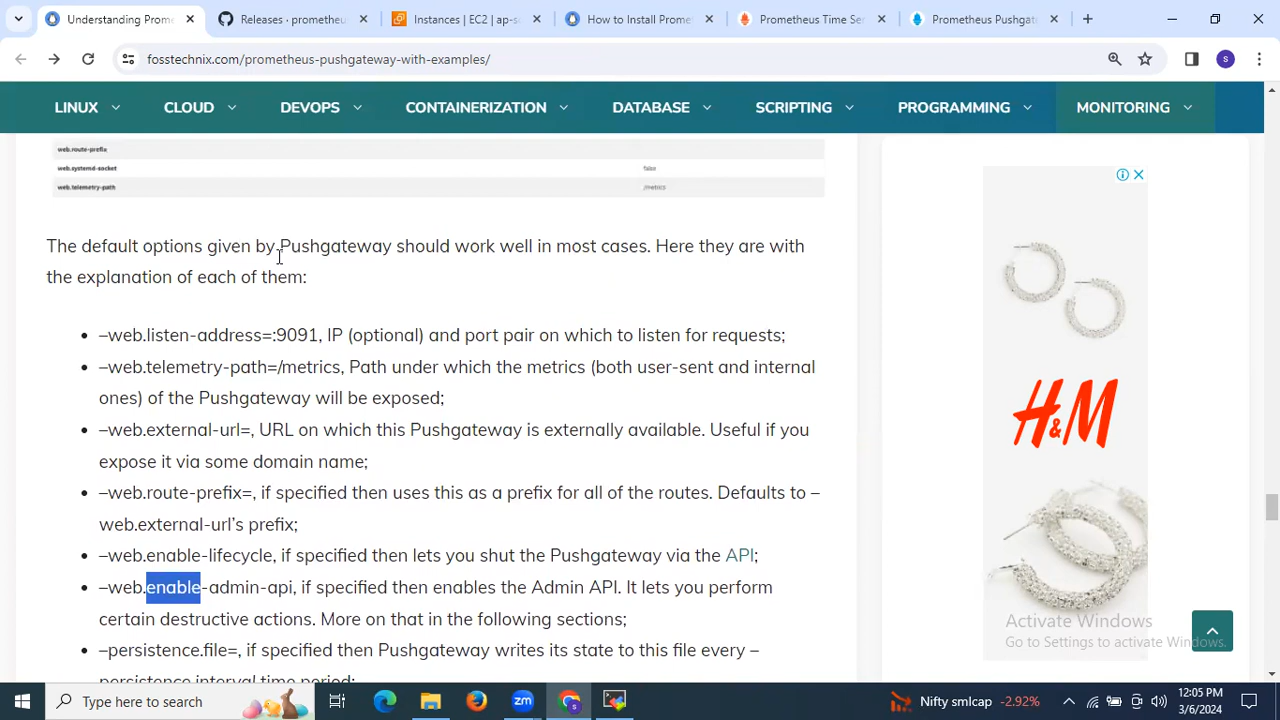 Understanding Prome
Releases · prometheu
Instances | EC2 | ap-s
How to Install Prome
Prometheus Time Ser
Prometheus Pushgat
fosstechnix.com/prometheus-pushgateway-with-examples/
s
LINUX
CLOUD
DEVOPS
CONTAINERIZATION
DATABASE
SCRIPTING
PROGRAMMING
MONITORING
web.route-prefix
web.systemd-socket false
web.telemetry-path /metrics
The default options given by Pushgateway should work well in most cases. Here they are with
the explanation of each of them:
• –web.listen-address=:9091, IP (optional) and port pair on which to listen for requests;
• –web.telemetry-path=/metrics, Path under which the metrics (both user-sent and internal
ones) of the Pushgateway will be exposed;
• –web.external-url=, URL on which this Pushgateway is externally available. Useful if you
expose it via some domain name;
• –web.route-prefix=, if specified then uses this as a prefix for all of the routes. Defaults to –
web.external-url’s prefix;
• –web.enable-lifecycle, if specified then lets you shut the Pushgateway via the API;
• –web.enable-admin-api, if specified then enables the Admin API. It lets you perform
certain destructive actions. More on that in the following sections;
• –persistence.file=, if specified then Pushgateway writes its state to this file every –
persistence.interval time period;
H&M
Activate Windows
Go to Settings to activate Windows.
Type here to search
zm
Nifty smlcap -2.92%
12:05 PM
3/6/2024